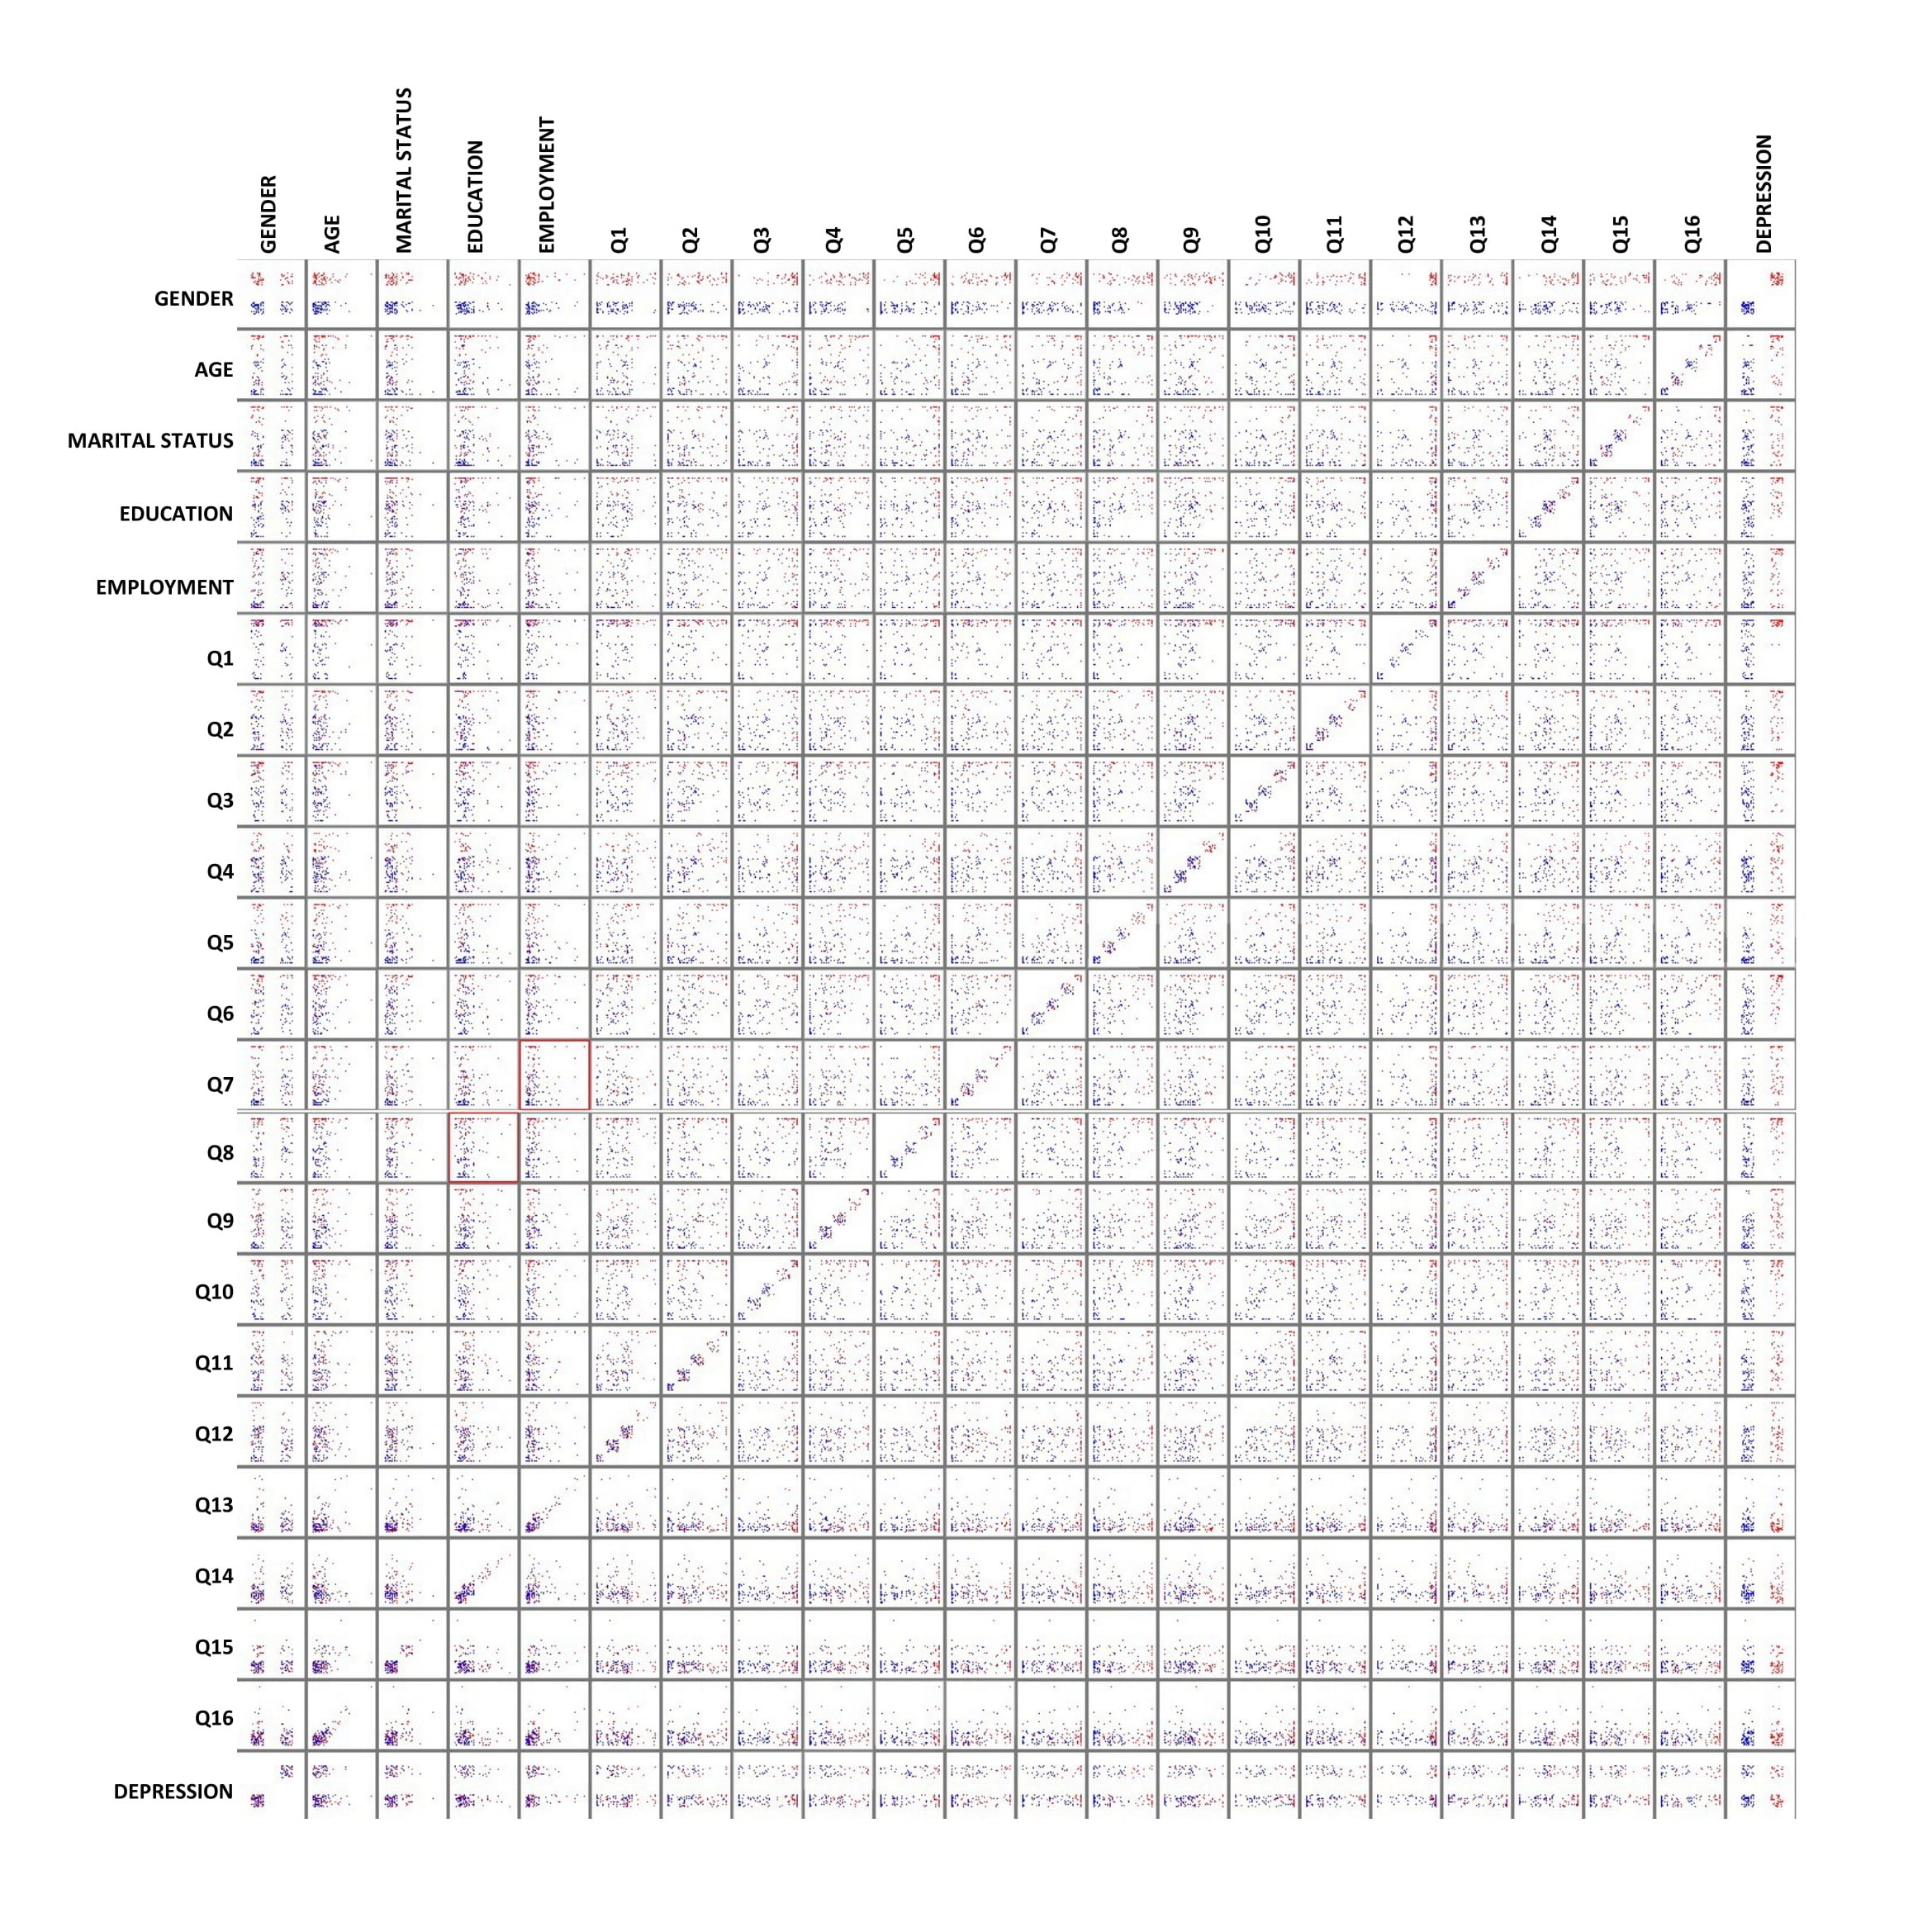 GENDER
AGE
MARITAL STATUS
EDUCATION
EMPLOYMENT
Q1
Q2
Q3
Q4
Q5
Q6
Q7
Q8
Q9
Q10
Q11
Q12
Q13
Q14
Q15
Q16
DEPRESSION
GENDER
AGE
MARITAL STATUS
EDUCATION
EMPLOYMENT
Q1
Q2
Q3
Q4
Q5
Q6
Q7
Q8
Q9
Q10
Q11
Q12
Q13
Q14
Q15
Q16
DEPRESSION